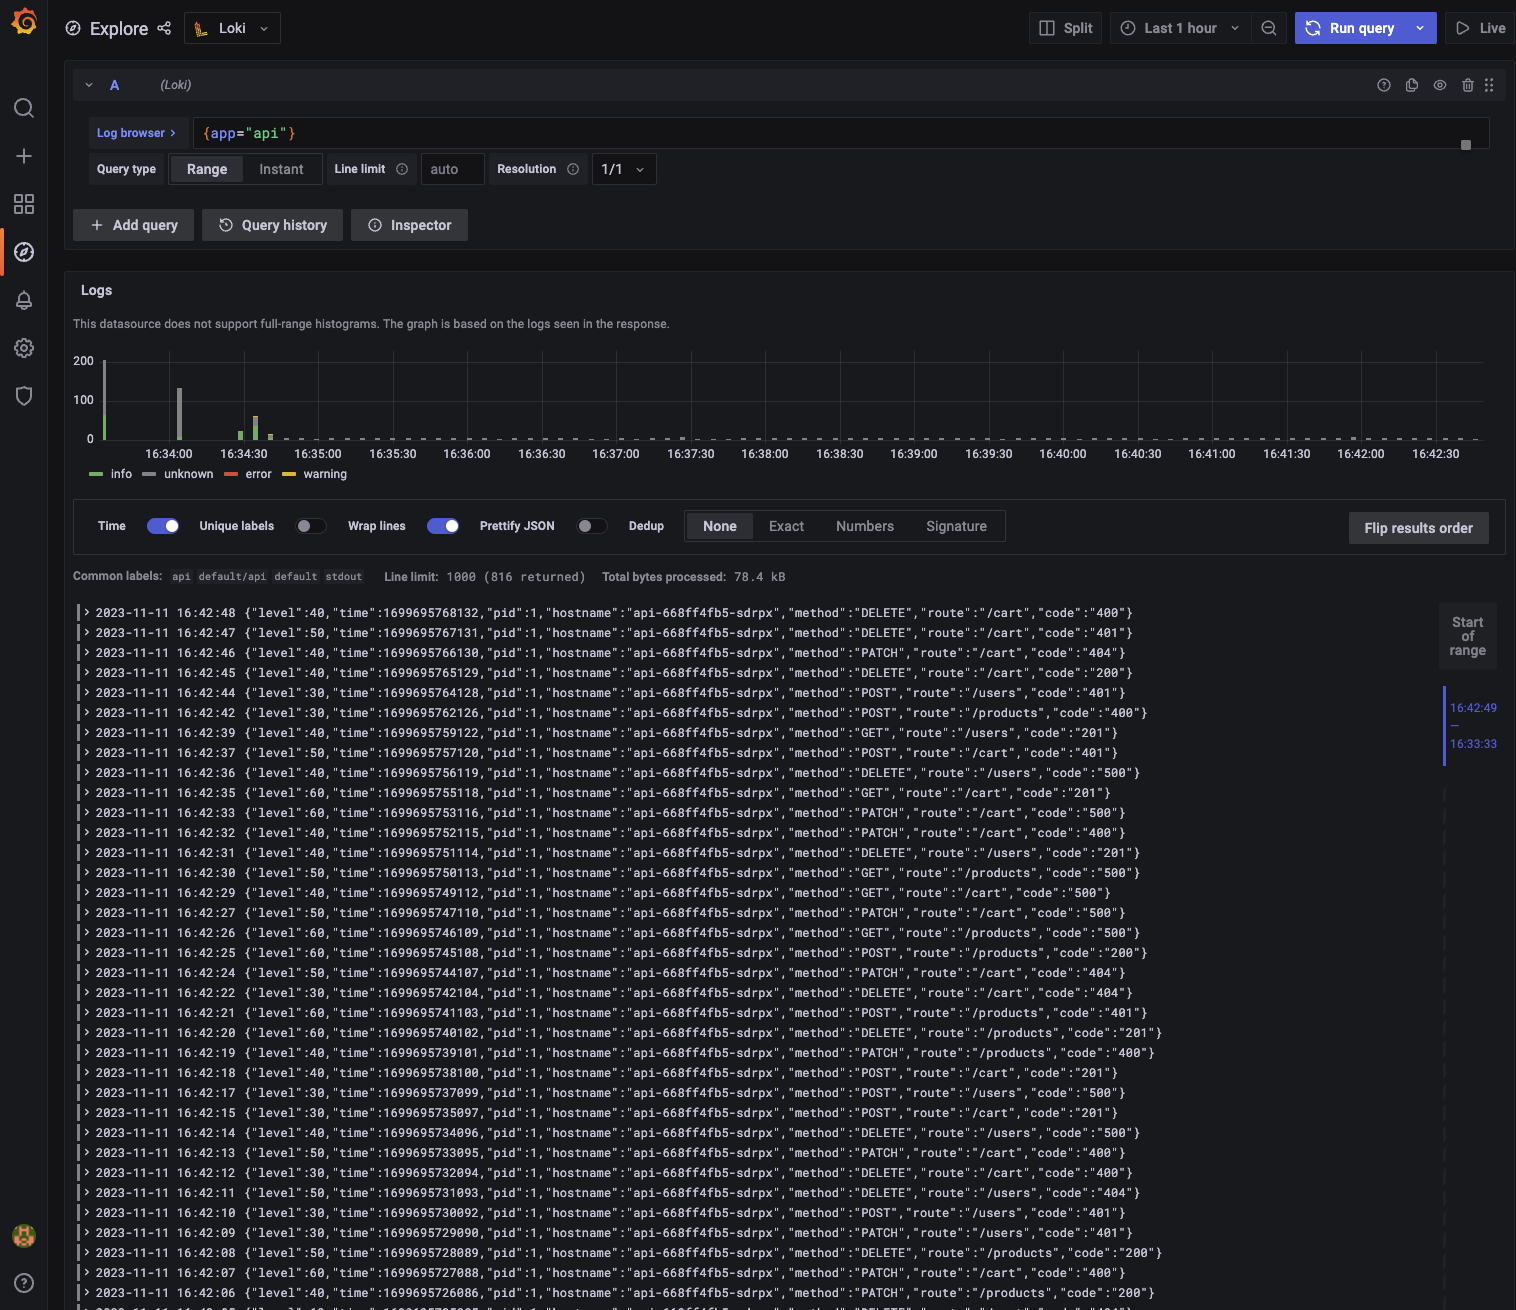 Explore Loki Split Last 1 hour Run query Live
A (Loki)
Log browser > {app="api"}
Query type Range Instant Line limit auto Resolution 1/1
+ Add query Query history Inspector
Logs
This datasource does not support full-range histograms. The graph is based on the logs seen in the response.
200
100
0
16:34:00 16:34:30 16:35:00 16:35:30 16:36:00 16:36:30 16:37:00 16:37:30 16:38:00 16:38:30 16:39:00 16:39:30 16:40:00 16:40:30 16:41:00 16:41:30 16:42:00 16:42:30
info unknown error warning
Time Unique labels Wrap lines Prettify JSON Dedup None Exact Numbers Signature Flip results order
Common labels: api default/api default stdout Line limit: 1000 (816 returned) Total bytes processed: 78.4 kB
2023-11-11 16:42:48 {"level":40,"time":1699695768132,"pid":1,"hostname":"api-668ff4fb5-sdrpx","method":"DELETE","route":"/cart","code":"400"}
2023-11-11 16:42:47 {"level":50,"time":1699695767131,"pid":1,"hostname":"api-668ff4fb5-sdrpx","method":"DELETE","route":"/cart","code":"401"}
2023-11-11 16:42:46 {"level":40,"time":1699695766130,"pid":1,"hostname":"api-668ff4fb5-sdrpx","method":"PATCH","route":"/cart","code":"404"}
2023-11-11 16:42:45 {"level":40,"time":1699695765129,"pid":1,"hostname":"api-668ff4fb5-sdrpx","method":"DELETE","route":"/cart","code":"200"}
2023-11-11 16:42:44 {"level":30,"time":1699695764128,"pid":1,"hostname":"api-668ff4fb5-sdrpx","method":"POST","route":"/users","code":"401"}
2023-11-11 16:42:42 {"level":30,"time":1699695762126,"pid":1,"hostname":"api-668ff4fb5-sdrpx","method":"POST","route":"/products","code":"400"}
2023-11-11 16:42:39 {"level":40,"time":1699695759122,"pid":1,"hostname":"api-668ff4fb5-sdrpx","method":"GET","route":"/users","code":"201"}
2023-11-11 16:42:37 {"level":50,"time":1699695757120,"pid":1,"hostname":"api-668ff4fb5-sdrpx","method":"POST","route":"/cart","code":"401"}
2023-11-11 16:42:36 {"level":40,"time":1699695756119,"pid":1,"hostname":"api-668ff4fb5-sdrpx","method":"DELETE","route":"/users","code":"500"}
2023-11-11 16:42:35 {"level":60,"time":1699695755118,"pid":1,"hostname":"api-668ff4fb5-sdrpx","method":"GET","route":"/cart","code":"201"}
2023-11-11 16:42:33 {"level":60,"time":1699695753116,"pid":1,"hostname":"api-668ff4fb5-sdrpx","method":"PATCH","route":"/cart","code":"500"}
2023-11-11 16:42:32 {"level":40,"time":1699695752115,"pid":1,"hostname":"api-668ff4fb5-sdrpx","method":"PATCH","route":"/cart","code":"400"}
2023-11-11 16:42:31 {"level":40,"time":1699695751114,"pid":1,"hostname":"api-668ff4fb5-sdrpx","method":"DELETE","route":"/users","code":"201"}
2023-11-11 16:42:30 {"level":50,"time":1699695750113,"pid":1,"hostname":"api-668ff4fb5-sdrpx","method":"GET","route":"/products","code":"500"}
2023-11-11 16:42:29 {"level":40,"time":1699695749112,"pid":1,"hostname":"api-668ff4fb5-sdrpx","method":"GET","route":"/cart","code":"500"}
2023-11-11 16:42:27 {"level":50,"time":1699695747110,"pid":1,"hostname":"api-668ff4fb5-sdrpx","method":"PATCH","route":"/cart","code":"500"}
2023-11-11 16:42:26 {"level":60,"time":1699695746109,"pid":1,"hostname":"api-668ff4fb5-sdrpx","method":"GET","route":"/products","code":"500"}
2023-11-11 16:42:25 {"level":60,"time":1699695745108,"pid":1,"hostname":"api-668ff4fb5-sdrpx","method":"POST","route":"/products","code":"200"}
2023-11-11 16:42:24 {"level":50,"time":1699695744107,"pid":1,"hostname":"api-668ff4fb5-sdrpx","method":"PATCH","route":"/cart","code":"404"}
2023-11-11 16:42:22 {"level":30,"time":1699695742104,"pid":1,"hostname":"api-668ff4fb5-sdrpx","method":"DELETE","route":"/cart","code":"404"}
2023-11-11 16:42:21 {"level":60,"time":1699695741103,"pid":1,"hostname":"api-668ff4fb5-sdrpx","method":"POST","route":"/products","code":"401"}
2023-11-11 16:42:20 {"level":60,"time":1699695740102,"pid":1,"hostname":"api-668ff4fb5-sdrpx","method":"DELETE","route":"/products","code":"201"}
2023-11-11 16:42:19 {"level":40,"time":1699695739101,"pid":1,"hostname":"api-668ff4fb5-sdrpx","method":"PATCH","route":"/products","code":"400"}
2023-11-11 16:42:18 {"level":40,"time":1699695738100,"pid":1,"hostname":"api-668ff4fb5-sdrpx","method":"POST","route":"/cart","code":"201"}
2023-11-11 16:42:17 {"level":30,"time":1699695737099,"pid":1,"hostname":"api-668ff4fb5-sdrpx","method":"POST","route":"/users","code":"500"}
2023-11-11 16:42:15 {"level":30,"time":1699695735097,"pid":1,"hostname":"api-668ff4fb5-sdrpx","method":"POST","route":"/cart","code":"201"}
2023-11-11 16:42:14 {"level":40,"time":1699695734096,"pid":1,"hostname":"api-668ff4fb5-sdrpx","method":"DELETE","route":"/users","code":"500"}
2023-11-11 16:42:13 {"level":50,"time":1699695733095,"pid":1,"hostname":"api-668ff4fb5-sdrpx","method":"PATCH","route":"/cart","code":"400"}
2023-11-11 16:42:12 {"level":30,"time":1699695732094,"pid":1,"hostname":"api-668ff4fb5-sdrpx","method":"DELETE","route":"/cart","code":"400"}
2023-11-11 16:42:11 {"level":50,"time":1699695731093,"pid":1,"hostname":"api-668ff4fb5-sdrpx","method":"DELETE","route":"/users","code":"404"}
2023-11-11 16:42:10 {"level":30,"time":1699695730092,"pid":1,"hostname":"api-668ff4fb5-sdrpx","method":"POST","route":"/users","code":"401"}
2023-11-11 16:42:09 {"level":30,"time":1699695729090,"pid":1,"hostname":"api-668ff4fb5-sdrpx","method":"PATCH","route":"/users","code":"401"}
2023-11-11 16:42:08 {"level":50,"time":1699695728089,"pid":1,"hostname":"api-668ff4fb5-sdrpx","method":"DELETE","route":"/products","code":"200"}
2023-11-11 16:42:07 {"level":60,"time":1699695727088,"pid":1,"hostname":"api-668ff4fb5-sdrpx","method":"PATCH","route":"/cart","code":"400"}
2023-11-11 16:42:06 {"level":40,"time":1699695726086,"pid":1,"hostname":"api-668ff4fb5-sdrpx","method":"PATCH","route":"/products","code":"200"}
Start
of
range
16:42:49
—
16:33:33